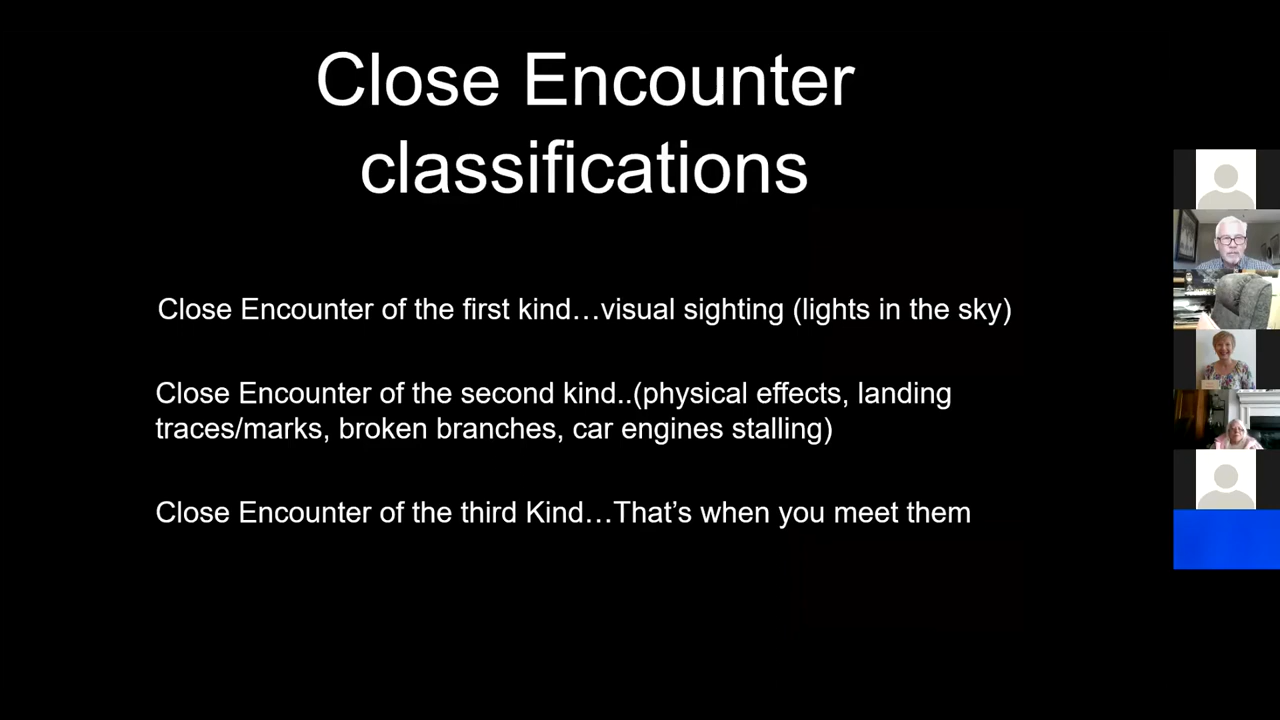 Close Encounter
classifications
Close Encounter of the first kind…visual sighting (lights in the sky)
Close Encounter of the second kind..(physical effects, landing
traces/marks, broken branches, car engines stalling)
Close Encounter of the third Kind…That’s when you meet them